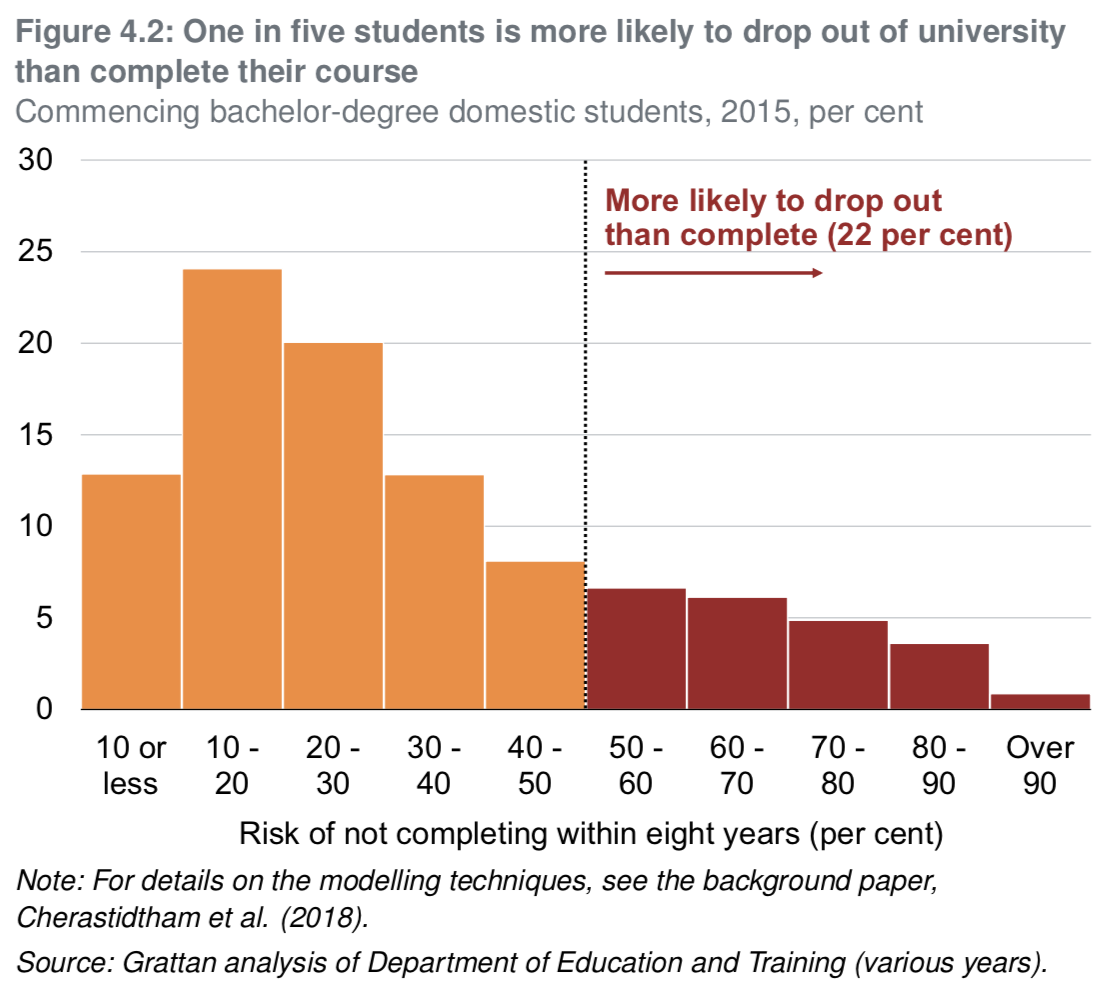 Figure 4.2: One in five students is more likely to drop out of university
than complete their course
Commencing bachelor-degree domestic students, 2015, per cent
30
25
20
15
10
5
0
More likely to drop out
than complete (22 per cent)
10 or less
10 - 20
20 - 30
30 - 40
40 - 50
50 - 60
60 - 70
70 - 80
80 - 90
Over 90
Risk of not completing within eight years (per cent)
Note: For details on the modelling techniques, see the background paper,
Cherastidtham et al. (2018).
Source: Grattan analysis of Department of Education and Training (various years).